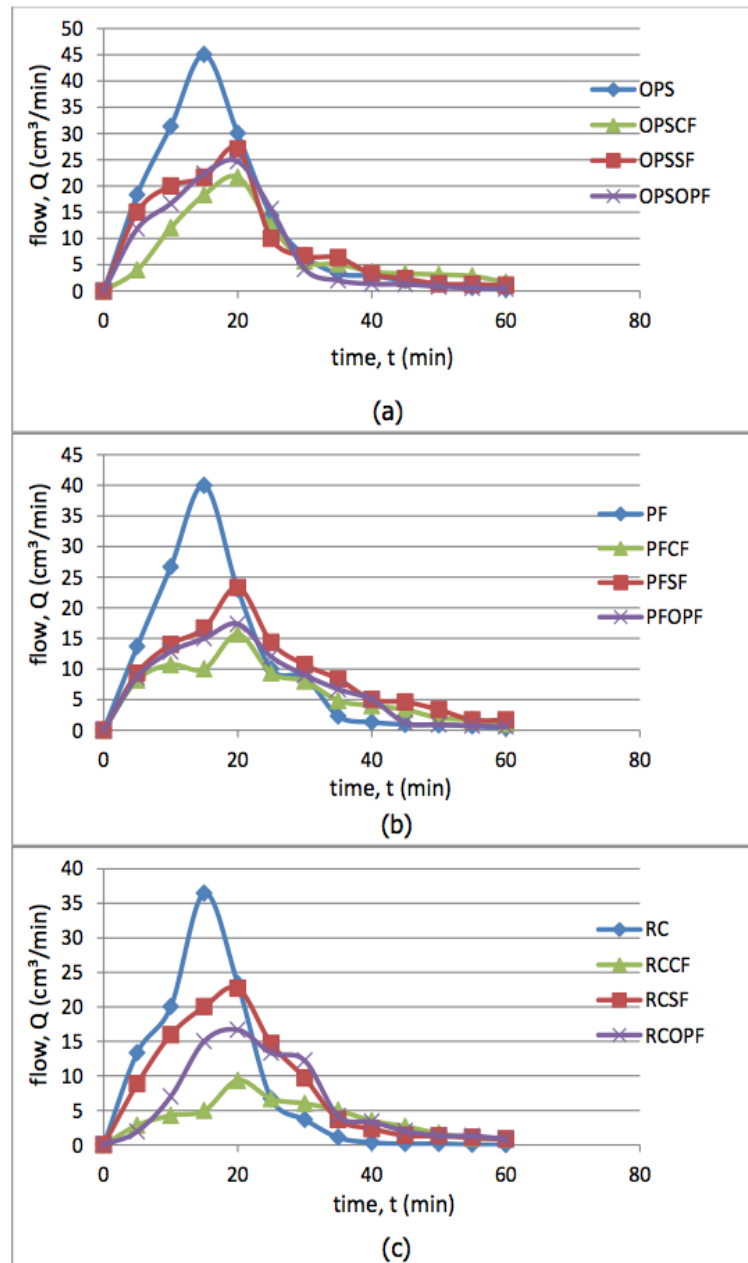 50
45
40
35
30
25
20
15
10
5
0
flow, Q (cm³/min)
0 20 40 60 80
time, t (min)
OPS
OPSCF
OPSSF
OPSOPF
(a)
45
40
35
30
25
20
15
10
5
0
flow, Q (cm³/min)
0 20 40 60 80
time, t (min)
PF
PFCF
PFSF
PFOPF
(b)
40
35
30
25
20
15
10
5
0
flow, Q (cm³/min)
0 20 40 60 80
time, t (min)
RC
RCCF
RCSF
RCOPF
(c)